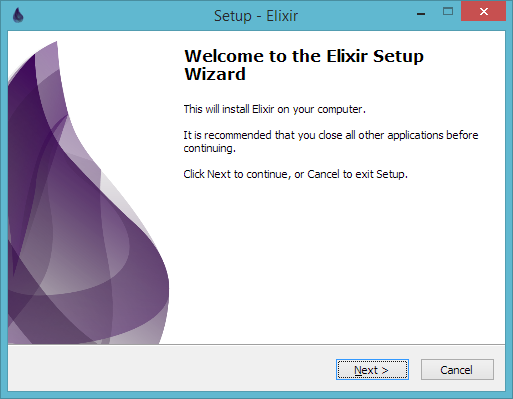 Setup - Elixir
Welcome to the Elixir Setup
Wizard
This will install Elixir on your computer.
It is recommended that you close all other applications before
continuing.
Click Next to continue, or Cancel to exit Setup.
Next >
Cancel